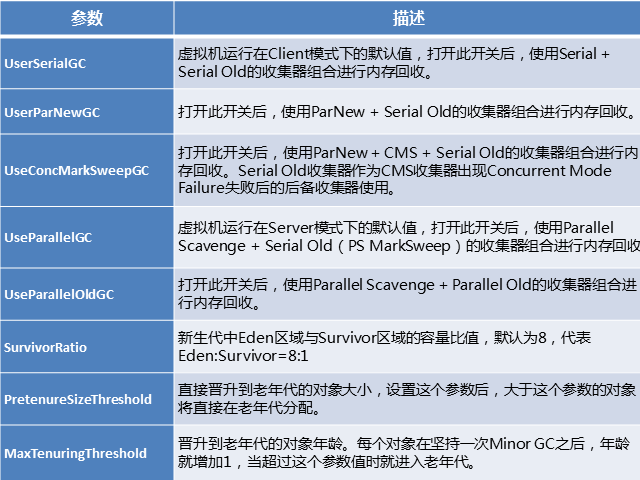 参数 描述
UserSerialGC 虚拟机运行在Client模式下的默认值，打开此开关后，使用Serial +
Serial Old的收集器组合进行内存回收。
UserParNewGC 打开此开关后，使用ParNew + Serial Old的收集器组合进行内存回收。
打开此开关后，使用ParNew + CMS + Serial Old的收集器组合进行内
UseConcMarkSweepGC 存回收。Serial Old收集器作为CMS收集器出现Concurrent Mode
Failure失败后的后备收集器使用。
UseParallelGC 虚拟机运行在Server模式下的默认值，打开此开关后，使用Parallel
Scavenge + Serial Old（PS MarkSweep）的收集器组合进行内存回收
UseParallelOldGC 打开此开关后，使用Parallel Scavenge + Parallel Old的收集器组合进
行内存回收。
SurvivorRatio 新生代中Eden区域与Survivor区域的容量比值，默认为8，代表
Eden:Survivor=8:1
PretenureSizeThreshold 直接晋升到老年代的对象大小，设置这个参数后，大于这个参数的对象
将直接在老年代分配。
MaxTenuringThreshold 晋升到老年代的对象年龄。每个对象在坚持一次Minor GC之后，年龄
就增加1，当超过这个参数值时就进入老年代。